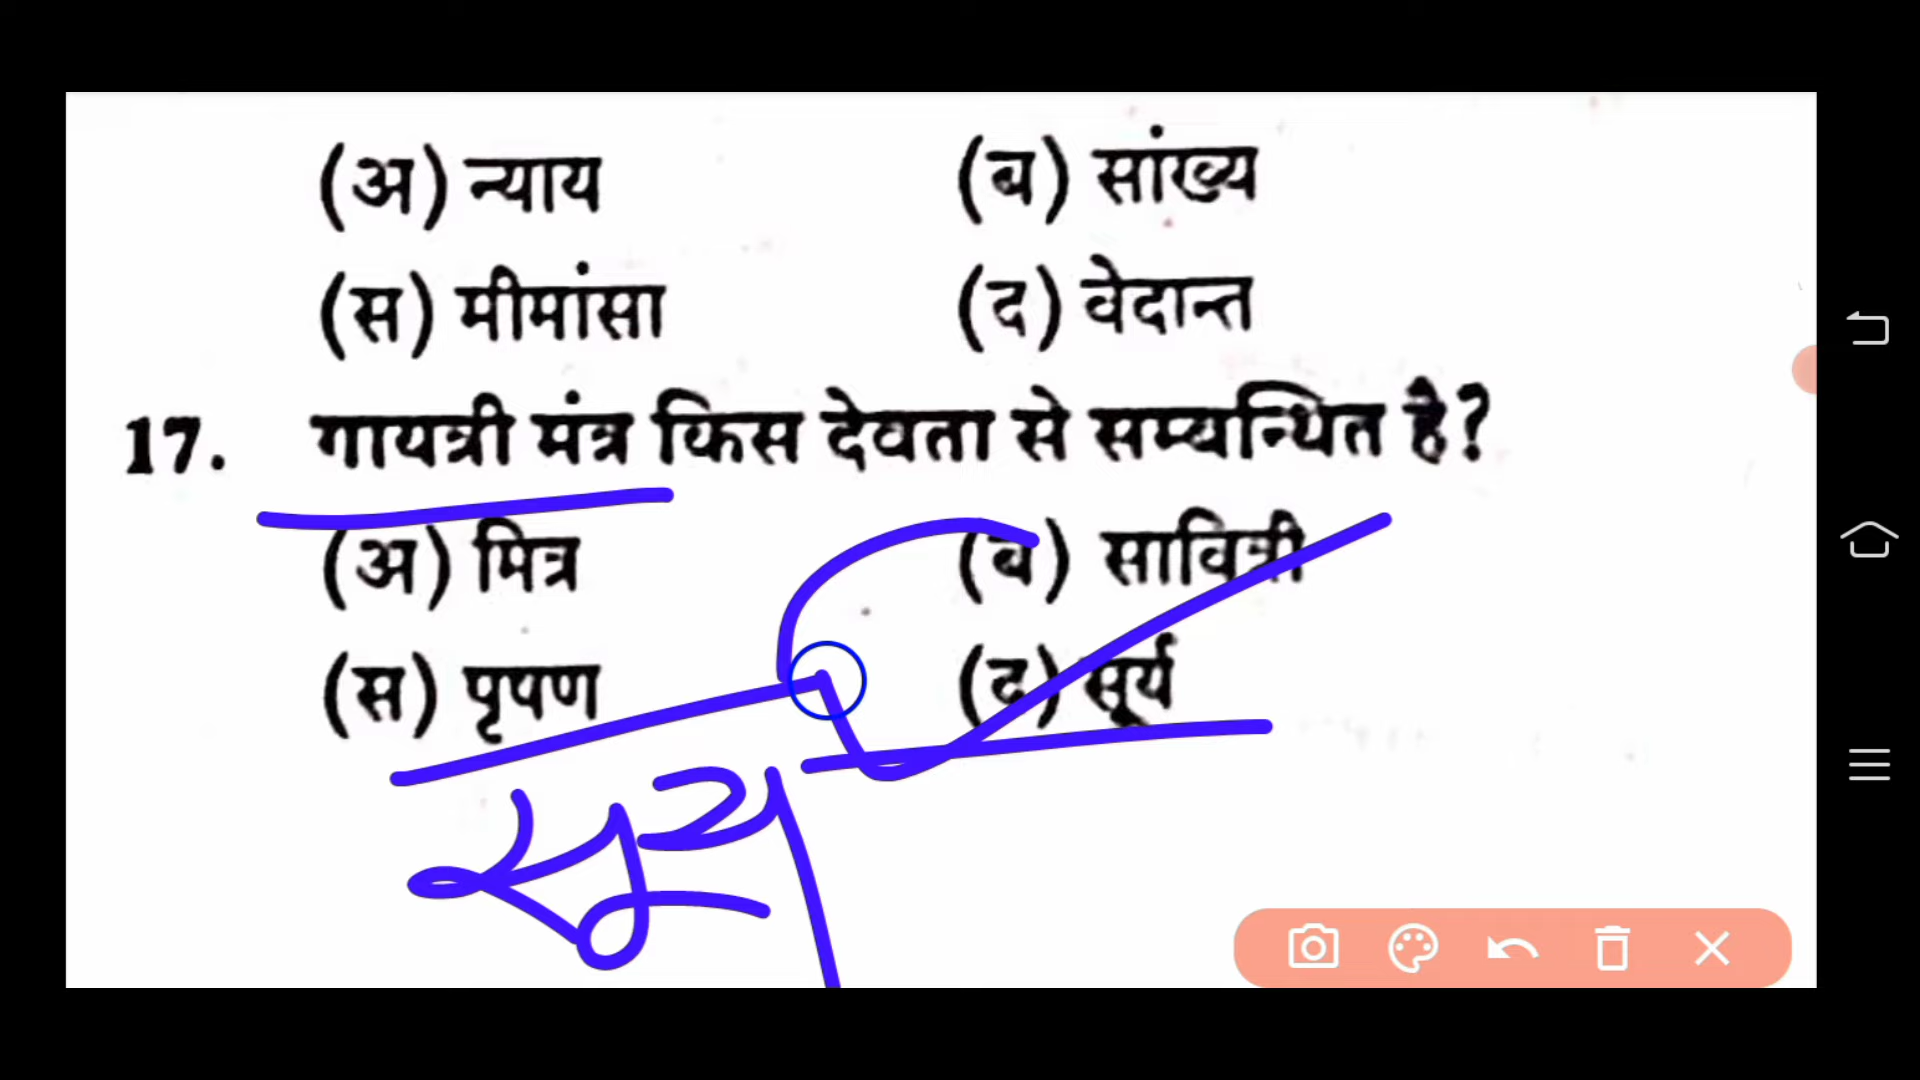 (अ) न्याय (ब) सांख्य
(स) मीमांसा (द) वेदान्त
17. गायत्री मंत्र किस देवता से सम्बन्धित है?
(अ) मित्र (ब) सावित्री
(स) पृषण (द) सूर्य
सूर्य